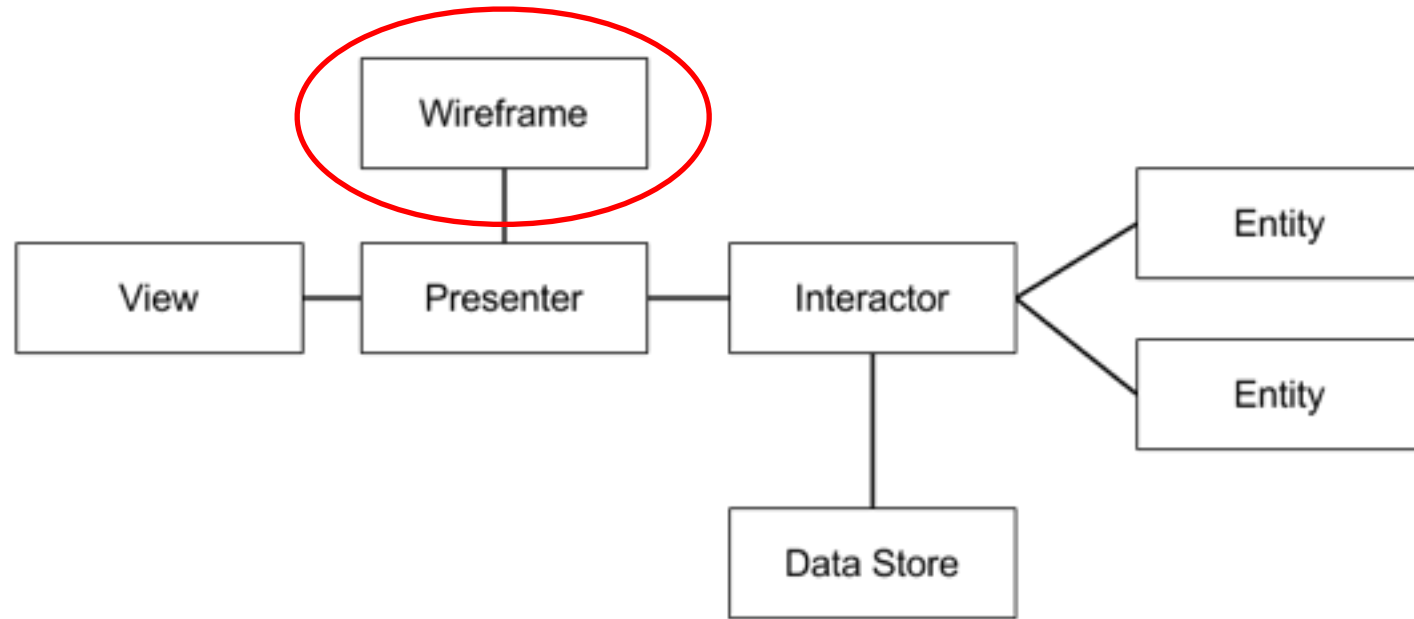 Wireframe
Entity
View
Presenter
Interactor
Entity
Data Store